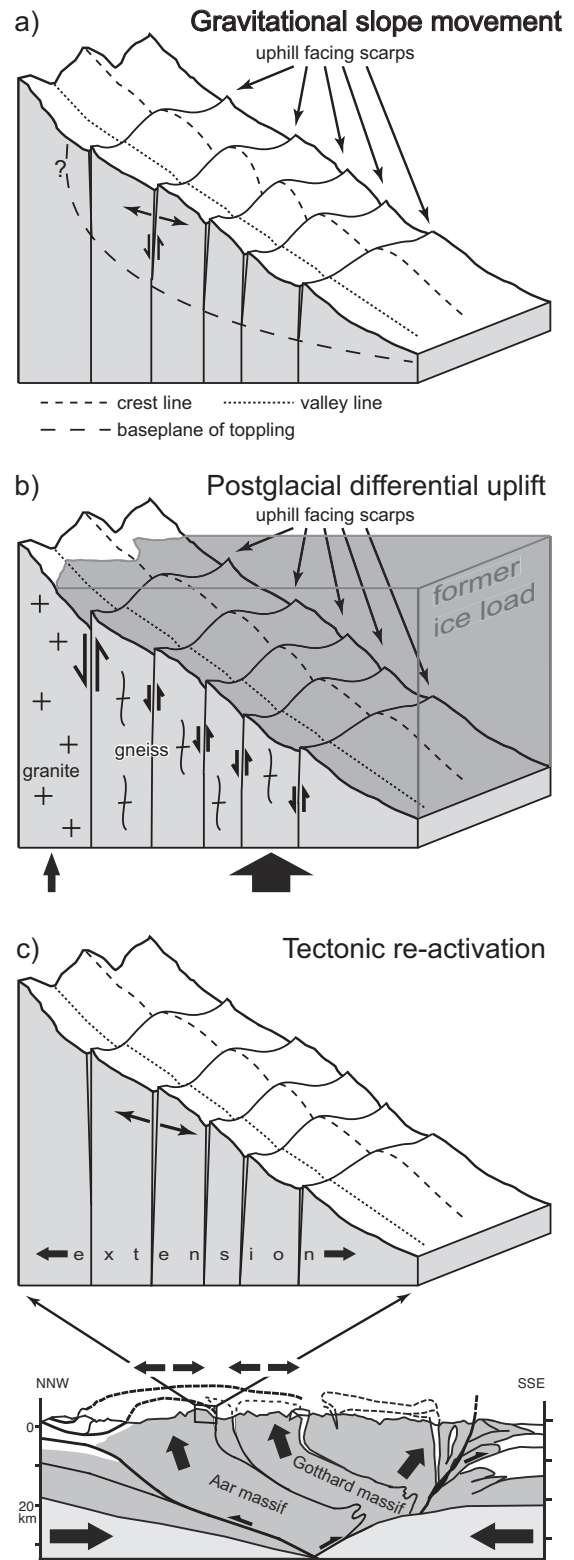 a) Gravitational slope movement
uphill facing scarps
?
crest line
valley line
baseplane of toppling
b) Postglacial differential uplift
uphill facing scarps
former
ice load
gneiss
granite
c) Tectonic re-activation
extension
NNW
SSE
0
Gotthard massif
Aar massif
20
km